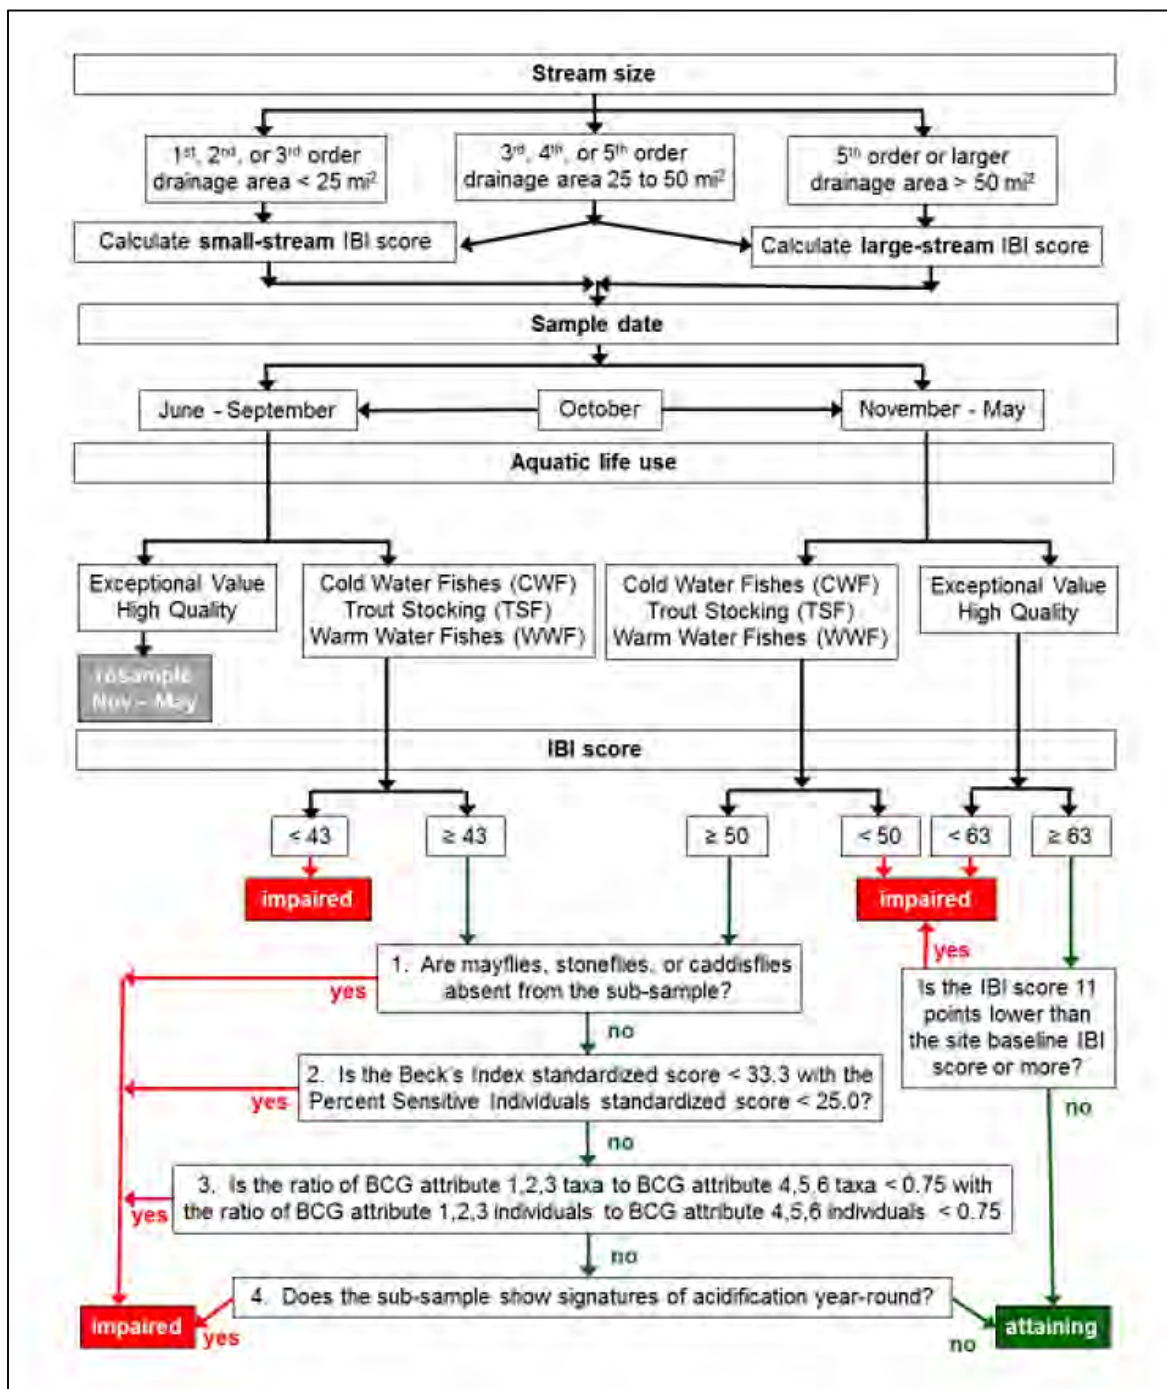 Stream size
1st, 2nd, or 3rd order
drainage area < 25 mi2
3rd, 4th, or 5th order
drainage area 25 to 50 mi2
5th order or larger
drainage area > 50 mi2
Calculate small-stream IBI score
Calculate large-stream IBI score
Sample date
June - September
October
November - May
Aquatic life use
Exceptional Value
High Quality
Cold Water Fishes (CWF)
Trout Stocking (TSF)
Warm Water Fishes (WWF)
Cold Water Fishes (CWF)
Trout Stocking (TSF)
Warm Water Fishes (WWF)
Exceptional Value
High Quality
resample
Nov – May
IBI score
< 43
≥ 43
≥ 50
< 50
< 63
≥ 63
impaired
impaired
1. Are mayflies, stoneflies, or caddisflies
absent from the sub-sample?
yes
no
yes
Is the IBI score 11
points lower than
the site baseline IBI
score or more?
no
2. Is the Beck's Index standardized score < 33.3 with the
Percent Sensitive Individuals standardized score < 25.0?
yes
no
3. Is the ratio of BCG attribute 1,2,3 taxa to BCG attribute 4,5,6 taxa < 0.75 with
the ratio of BCG attribute 1,2,3 individuals to BCG attribute 4,5,6 individuals < 0.75
yes
no
4. Does the sub-sample show signatures of acidification year-round?
yes
no
impaired
attaining